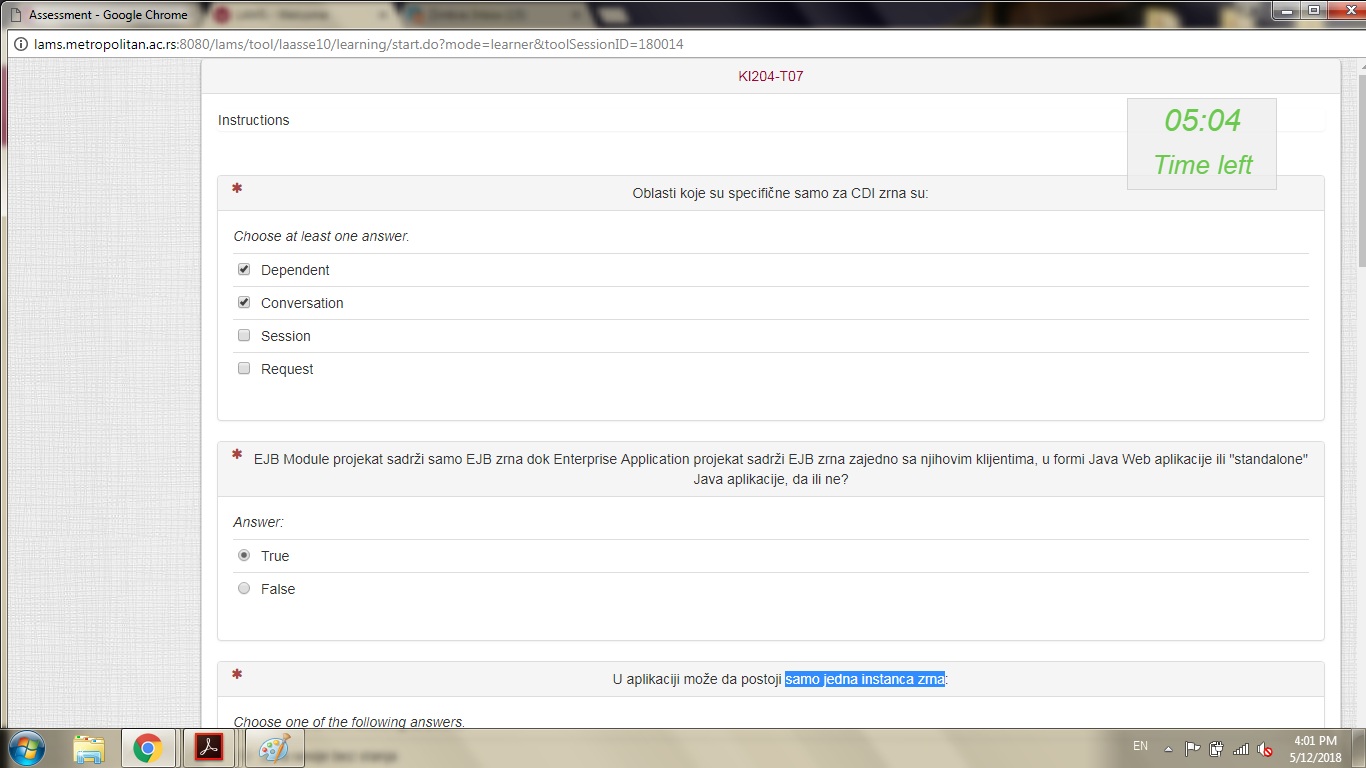 Assessment - Google Chrome
lams.metropolitan.ac.rs:8080/lams/tool/laasse10/learning/start.do?mode=learner&toolSessionID=180014
KI204-T07
Instructions
05:04
Time left
* Oblasti koje su specifične samo za CDI zrna su:
Choose at least one answer.
Dependent
Conversation
Session
Request
* EJB Module projekat sadrži samo EJB zrna dok Enterprise Application projekat sadrži EJB zrna zajedno sa njihovim klijentima, u formi Java Web aplikacije ili "standalone"
Java aplikacije, da ili ne?
Answer:
True
False
* U aplikaciji može da postoji samo jedna instanca zrna:
Choose one of the following answers.
bez stanja
EN
4:01 PM
5/12/2018